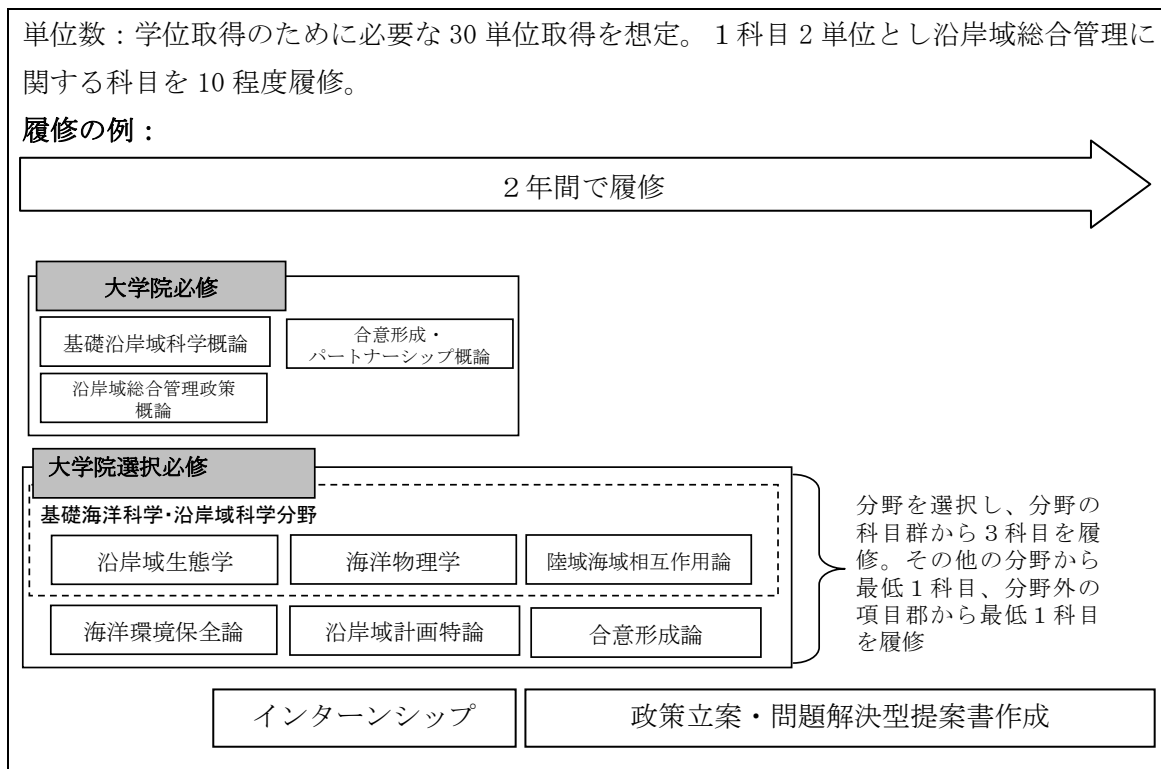 単位数：学位取得のために必要な 30 単位取得を想定。１科目 2 単位とし沿岸域総合管理に
関する科目を 10 程度履修。
履修の例：
２年間で履修
大学院必修
基礎沿岸域科学概論
合意形成・
パートナーシップ概論
沿岸域総合管理政策
概論
大学院選択必修
基礎海洋科学･沿岸域科学分野
沿岸域生態学
海洋物理学
陸域海域相互作用論
海洋環境保全論
沿岸域計画特論
合意形成論
分野を選択し、分野の
科目群から３科目を履
修。その他の分野から
最低１科目、分野外の
項目郡から最低１科目
を履修
インターンシップ
政策立案・問題解決型提案書作成